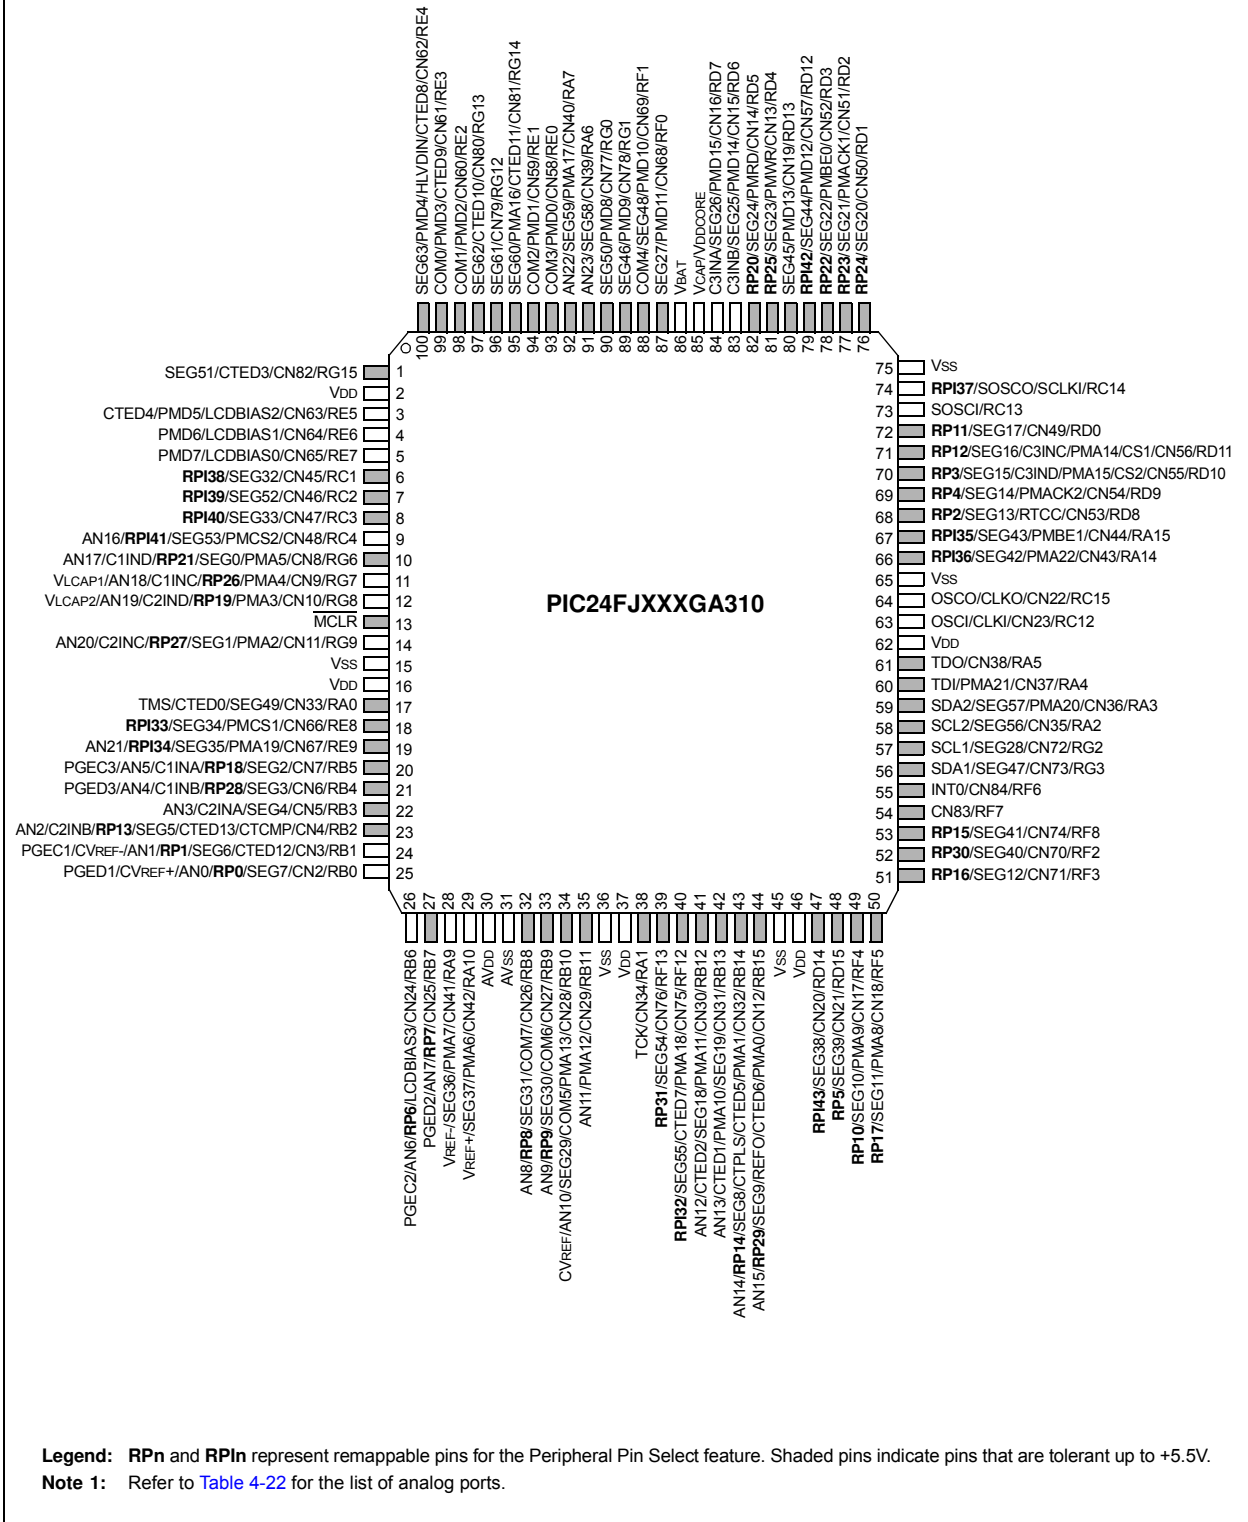 SEG63/PMD4/HLVDIN/CTED8/CN62/RE4
COM0/PMD3/CTED9/CN61/RE3
COM1/PMD2/CN60/RE2
SEG62/CTED10/CN80/RG13
SEG61/CN79/RG12
SEG60/PMA16/CTED11/CN81/RG14
COM2/PMD1/CN59/RE1
COM3/PMD0/CN58/RE0
AN22/SEG59/PMA17/CN40/RA7
AN23/SEG58/CN39/RA6
SEG50/PMD8/CN77/RG0
SEG46/PMD9/CN78/RG1
COM4/SEG48/PMD10/CN69/RF1
SEG27/PMD11/CN68/RF0
VBAT
VCAP/VDDCORE
C3INA/SEG26/PMD15/CN16/RD7
C3INB/SEG25/PMD14/CN15/RD6
RP20/SEG24/PMRD/CN14/RD5
RP25/SEG23/PMWR/CN13/RD4
SEG45/PMD13/CN19/RD13
RPI42/SEG44/PMD12/CN57/RD12
RP22/SEG22/PMBE0/CN52/RD3
RP23/SEG21/PMACK1/CN51/RD2
RP24/SEG20/CN50/RD1
100 99 98 97 96 95 94 93 92 91 90 89 88 87 86 85 84 83 82 81 80 79 78 77 76
SEG51/CTED3/CN82/RG15 1
VDD 2
CTED4/PMD5/LCDBIAS2/CN63/RE5 3
PMD6/LCDBIAS1/CN64/RE6 4
PMD7/LCDBIAS0/CN65/RE7 5
RPI38/SEG32/CN45/RC1 6
RPI39/SEG52/CN46/RC2 7
RPI40/SEG33/CN47/RC3 8
AN16/RPI41/SEG53/PMCS2/CN48/RC4 9
AN17/C1IND/RP21/SEG0/PMA5/CN8/RG6 10
VLCAP1/AN18/C1INC/RP26/PMA4/CN9/RG7 11
VLCAP2/AN19/C2IND/RP19/PMA3/CN10/RG8 12
MCLR 13
AN20/C2INC/RP27/SEG1/PMA2/CN11/RG9 14
VSS 15
VDD 16
TMS/CTED0/SEG49/CN33/RA0 17
RPI33/SEG34/PMCS1/CN66/RE8 18
AN21/RPI34/SEG35/PMA19/CN67/RE9 19
PGEC3/AN5/C1INA/RP18/SEG2/CN7/RB5 20
PGED3/AN4/C1INB/RP28/SEG3/CN6/RB4 21
AN3/C2INA/SEG4/CN5/RB3 22
AN2/C2INB/RP13/SEG5/CTED13/CTCMP/CN4/RB2 23
PGEC1/CVREF-/AN1/RP1/SEG6/CTED12/CN3/RB1 24
PGED1/CVREF+/AN0/RP0/SEG7/CN2/RB0 25
PIC24FJXXXGA310
75 VSS
74 RPI37/SOSCO/SCLKI/RC14
73 SOSCI/RC13
72 RP11/SEG17/CN49/RD0
71 RP12/SEG16/C3INC/PMA14/CS1/CN56/RD11
70 RP3/SEG15/C3IND/PMA15/CS2/CN55/RD10
69 RP4/SEG14/PMACK2/CN54/RD9
68 RP2/SEG13/RTCC/CN53/RD8
67 RPI35/SEG43/PMBE1/CN44/RA15
66 RPI36/SEG42/PMA22/CN43/RA14
65 VSS
64 OSCO/CLKO/CN22/RC15
63 OSCI/CLKI/CN23/RC12
62 VDD
61 TDO/CN38/RA5
60 TDI/PMA21/CN37/RA4
59 SDA2/SEG57/PMA20/CN36/RA3
58 SCL2/SEG56/CN35/RA2
57 SCL1/SEG28/CN72/RG2
56 SDA1/SEG47/CN73/RG3
55 INT0/CN84/RF6
54 CN83/RF7
53 RP15/SEG41/CN74/RF8
52 RP30/SEG40/CN70/RF2
51 RP16/SEG12/CN71/RF3
26 27 28 29 30 31 32 33 34 35 36 37 38 39 40 41 42 43 44 45 46 47 48 49 50
PGEC2/AN6/RP6/LCDBIAS3/CN24/RB6
PGED2/AN7/RP7/CN25/RB7
VREF-/SEG36/PMA7/CN41/RA9
VREF+/SEG37/PMA6/CN42/RA10
AVDD
AVSS
AN8/RP8/SEG31/COM7/CN26/RB8
AN9/RP9/SEG30/COM6/CN27/RB9
CVREF/AN10/SEG29/COM5/PMA13/CN28/RB10
AN11/PMA12/CN29/RB11
VSS
VDD
TCK/CN34/RA1
RP31/SEG54/CN76/RF13
RPI32/SEG55/CTED7/PMA18/CN75/RF12
AN12/CTED2/SEG18/PMA11/CN30/RB12
AN13/CTED1/PMA10/SEG19/CN31/RB13
AN14/RP14/SEG8/CTPLS/CTED5/PMA1/CN32/RB14
AN15/RP29/SEG9/REFO/CTED6/PMA0/CN12/RB15
VSS
VDD
RPI43/SEG38/CN20/RD14
RP5/SEG39/CN21/RD15
RP10/SEG10/PMA9/CN17/RF4
RP17/SEG11/PMA8/CN18/RF5
Legend: RPn and RPIn represent remappable pins for the Peripheral Pin Select feature. Shaded pins indicate pins that are tolerant up to +5.5V.
Note 1: Refer to Table 4-22 for the list of analog ports.